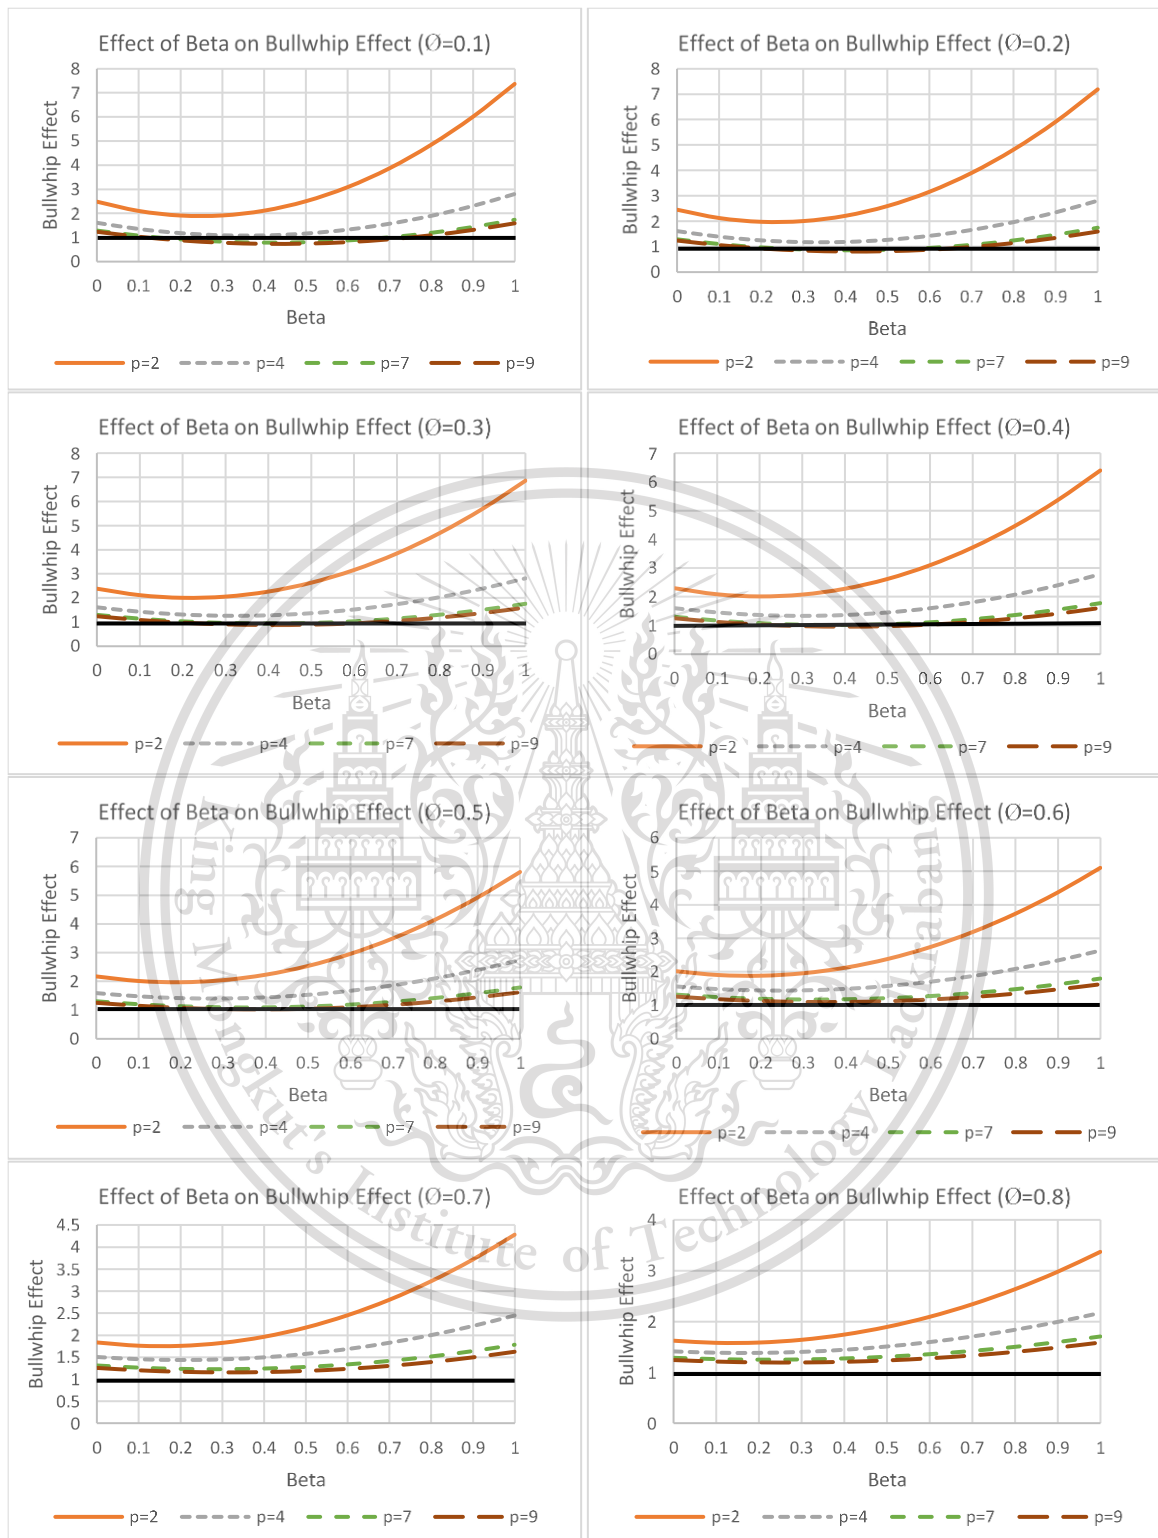 Effect of Beta on Bullwhip Effect (Ø=0.1)
Bullwhip Effect
8
7
6
5
4
3
2
1
0
0 0.1 0.2 0.3 0.4 0.5 0.6 0.7 0.8 0.9 1
Beta
p=2 p=4 p=7 p=9
Effect of Beta on Bullwhip Effect (Ø=0.2)
Bullwhip Effect
8
7
6
5
4
3
2
1
0
0 0.1 0.2 0.3 0.4 0.5 0.6 0.7 0.8 0.9 1
Beta
p=2 p=4 p=7 p=9
Effect of Beta on Bullwhip Effect (Ø=0.3)
Bullwhip Effect
8
7
6
5
4
3
2
1
0
0 0.1 0.2 0.3 0.4 0.5 0.6 0.7 0.8 0.9 1
Beta
p=2 p=4 p=7 p=9
Effect of Beta on Bullwhip Effect (Ø=0.4)
Bullwhip Effect
7
6
5
4
3
2
1
0
0 0.1 0.2 0.3 0.4 0.5 0.6 0.7 0.8 0.9 1
Beta
p=2 p=4 p=7 p=9
Effect of Beta on Bullwhip Effect (Ø=0.5)
Bullwhip Effect
7
6
5
4
3
2
1
0
0 0.1 0.2 0.3 0.4 0.5 0.6 0.7 0.8 0.9 1
Beta
p=2 p=4 p=7 p=9
Effect of Beta on Bullwhip Effect (Ø=0.6)
Bullwhip Effect
6
5
4
3
2
1
0
0 0.1 0.2 0.3 0.4 0.5 0.6 0.7 0.8 0.9 1
Beta
p=2 p=4 p=7 p=9
Effect of Beta on Bullwhip Effect (Ø=0.7)
Bullwhip Effect
4.5
4
3.5
3
2.5
2
1.5
1
0.5
0
0 0.1 0.2 0.3 0.4 0.5 0.6 0.7 0.8 0.9 1
Beta
p=2 p=4 p=7 p=9
Effect of Beta on Bullwhip Effect (Ø=0.8)
Bullwhip Effect
4
3
2
1
0
0 0.1 0.2 0.3 0.4 0.5 0.6 0.7 0.8 0.9 1
Beta
p=2 p=4 p=7 p=9
King Mongkut's Institute of Technology Ladkrabang